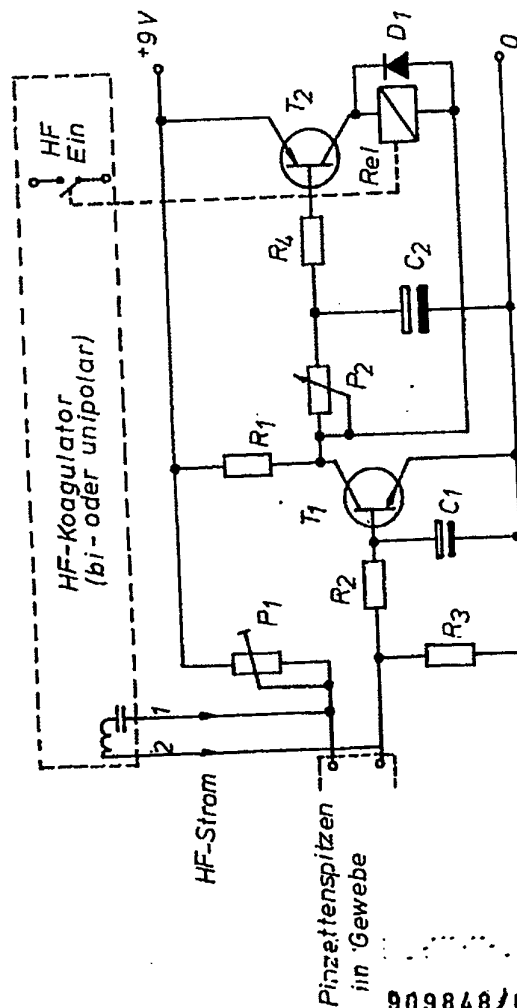 HF-Koagulator
(bi- oder unipolar)
HF
Ein
+9V
1
2
HF-Strom
P1
R1
T2
D1
Rel
R4
P2
C2
T1
R2
C1
R3
0
Pinzettenspitzen
im Gewebe